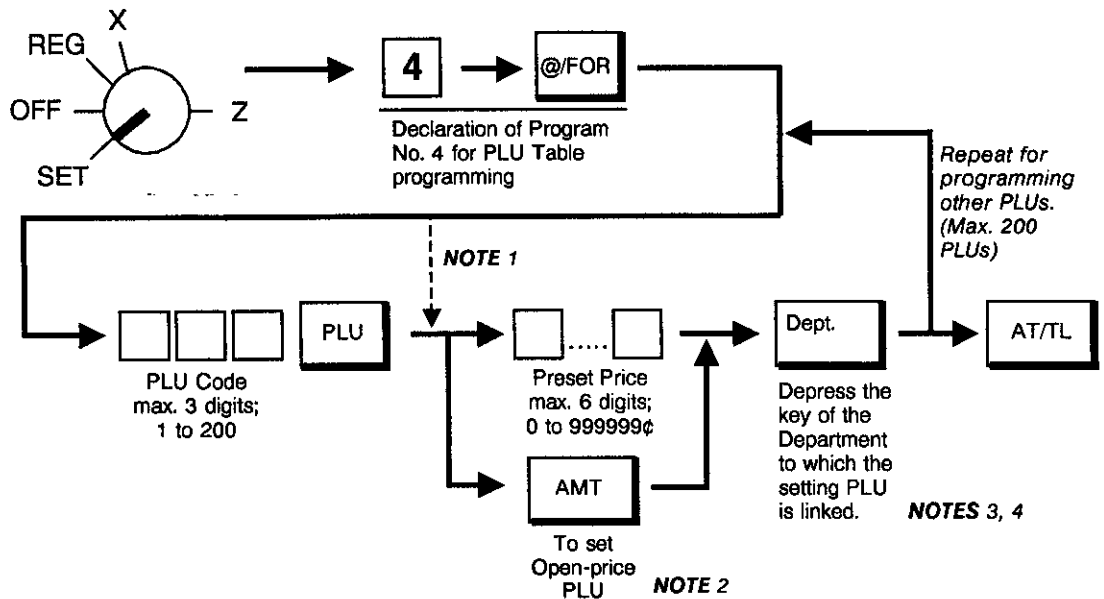 X
REG
OFF
Z
SET
4
@/FOR
Declaration of Program
No. 4 for PLU Table
programming
Repeat for
programming
other PLUs.
(Max. 200
PLUs)
NOTE 1
PLU
PLU Code
max. 3 digits;
1 to 200
.....
Preset Price
max. 6 digits;
0 to 999999¢
AMT
To set
Open-price
PLU
NOTE 2
Dept.
Depress the
key of the
Department
to which the
setting PLU
is linked.
NOTES 3, 4
AT/TL